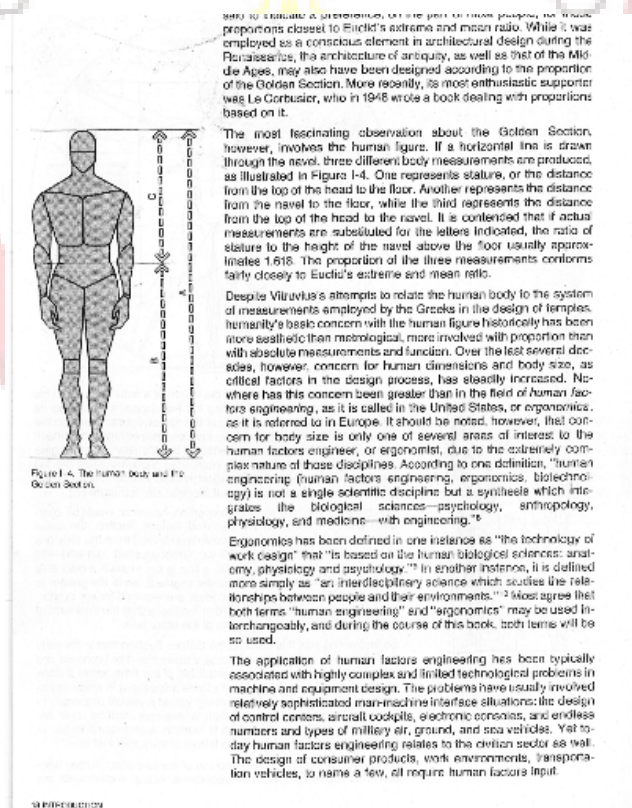 said to indicate a preference, on the part of most people, for those
proportions closest to Euclid's extreme and mean ratio. While it was
employed as a conscious element in architectural design during the
Renaissance, the architecture of antiquity, as well as that of the Mid-
dle Ages, may also have been designed according to the proportion
of the Golden Section. More recently, its most enthusiastic supporter
was Le Corbusier, who in 1948 wrote a book dealing with proportions
based on it.
The most fascinating observation about the Golden Section,
however, involves the human figure. If a horizontal line is drawn
through the navel, three different body measurements are produced,
as illustrated in Figure I-4. One represents stature, or the distance
from the top of the head to the floor. Another represents the distance
from the navel to the floor, while the third represents the distance
from the top of the head to the navel. It is contended that if actual
measurements are substituted for the letters indicated, the ratio of
stature to the height of the navel above the floor usually approx-
imates 1.618. The proportion of the three measurements conforms
fairly closely to Euclid's extreme and mean ratio.
Despite Vitruvius's attempts to relate the human body to the system
of measurements employed by the Greeks in the design of temples,
humanity's basic concern with the human figure historically has been
more aesthetic than metrological, more involved with proportion than
with absolute measurements and function. Over the last several dec-
ades, however, concern for human dimensions and body size, as
critical factors in the design process, has steadily increased. No-
where has this concern been greater than in the field of human fac-
tors engineering, as it is called in the United States, or ergonomics,
as it is referred to in Europe. It should be noted, however, that con-
cern for body size is only one of several areas of interest to the
human factors engineer, or ergonomist, due to the extremely com-
plex nature of those disciplines. According to one definition, "human
engineering (human factors engineering, ergonomics, biotechnol-
ogy) is not a single scientific discipline but a synthesis which inte-
grates the biological sciences—psychology, anthropology,
physiology, and medicine—with engineering."
Ergonomics has been defined in one instance as "the technology of
work design" that "is based on the human biological sciences: anat-
omy, physiology and psychology." In another instance, it is defined
more simply as "an interdisciplinary science which studies the rela-
tionships between people and their environments." Most agree that
both terms "human engineering" and "ergonomics" may be used in-
terchangeably, and during the course of this book, both terms will be
so used.
The application of human factors engineering has been typically
associated with highly complex and limited technological problems in
machine and equipment design. The problems have usually involved
relatively sophisticated man-machine interface situations: the design
of control centers, aircraft cockpits, electronic consoles, and endless
numbers and types of military air, ground, and sea vehicles. Yet to-
day human factors engineering relates to the civilian sector as well.
The design of consumer products, work environments, transporta-
tion vehicles, to name a few, all require human factors input.
C
A
B
Figure I-4. The human body and the
Golden Section.
18 INTRODUCTION